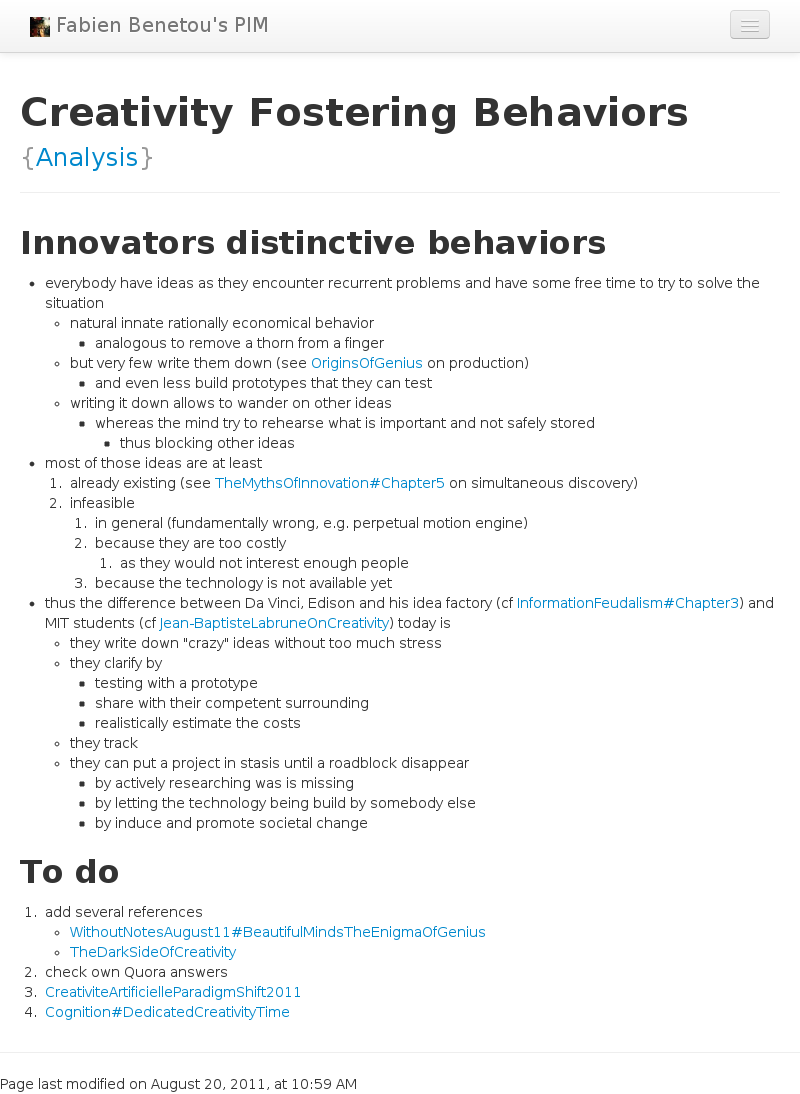 Fabien Benetou's PIM
Creativity Fostering Behaviors
{Analysis}
Innovators distinctive behaviors
• everybody have ideas as they encounter recurrent problems and have some free time to try to solve the
situation
◦ natural innate rationally economical behavior
▪ analogous to remove a thorn from a finger
◦ but very few write them down (see OriginsOfGenius on production)
▪ and even less build prototypes that they can test
◦ writing it down allows to wander on other ideas
▪ whereas the mind try to rehearse what is important and not safely stored
▪ thus blocking other ideas
• most of those ideas are at least
1. already existing (see TheMythsOfInnovation#Chapter5 on simultaneous discovery)
2. infeasible
1. in general (fundamentally wrong, e.g. perpetual motion engine)
2. because they are too costly
1. as they would not interest enough people
3. because the technology is not available yet
• thus the difference between Da Vinci, Edison and his idea factory (cf InformationFeudalism#Chapter3) and
MIT students (cf Jean-BaptisteLabruneOnCreativity) today is
◦ they write down "crazy" ideas without too much stress
◦ they clarify by
▪ testing with a prototype
▪ share with their competent surrounding
▪ realistically estimate the costs
◦ they track
◦ they can put a project in stasis until a roadblock disappear
▪ by actively researching was is missing
▪ by letting the technology being build by somebody else
▪ by induce and promote societal change
To do
1. add several references
◦ WithoutNotesAugust11#BeautifulMindsTheEnigmaOfGenius
◦ TheDarkSideOfCreativity
2. check own Quora answers
3. CreativiteArtificielleParadigmShift2011
4. Cognition#DedicatedCreativityTime
Page last modified on August 20, 2011, at 10:59 AM